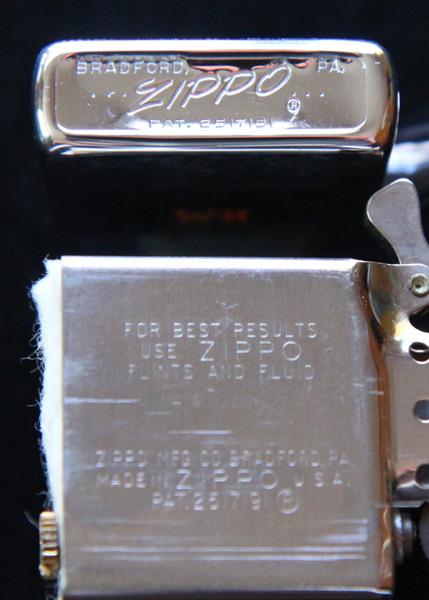 BRADFORD, PA.
... ZIPPO ® ...
PAT. 2517191
FOR BEST RESULTS
USE ZIPPO
FLINTS AND FLUID
ZIPPO MFG. CO. BRADFORD, PA.
MADE IN ZIPPO U.S.A.
PAT. 2517191 ®